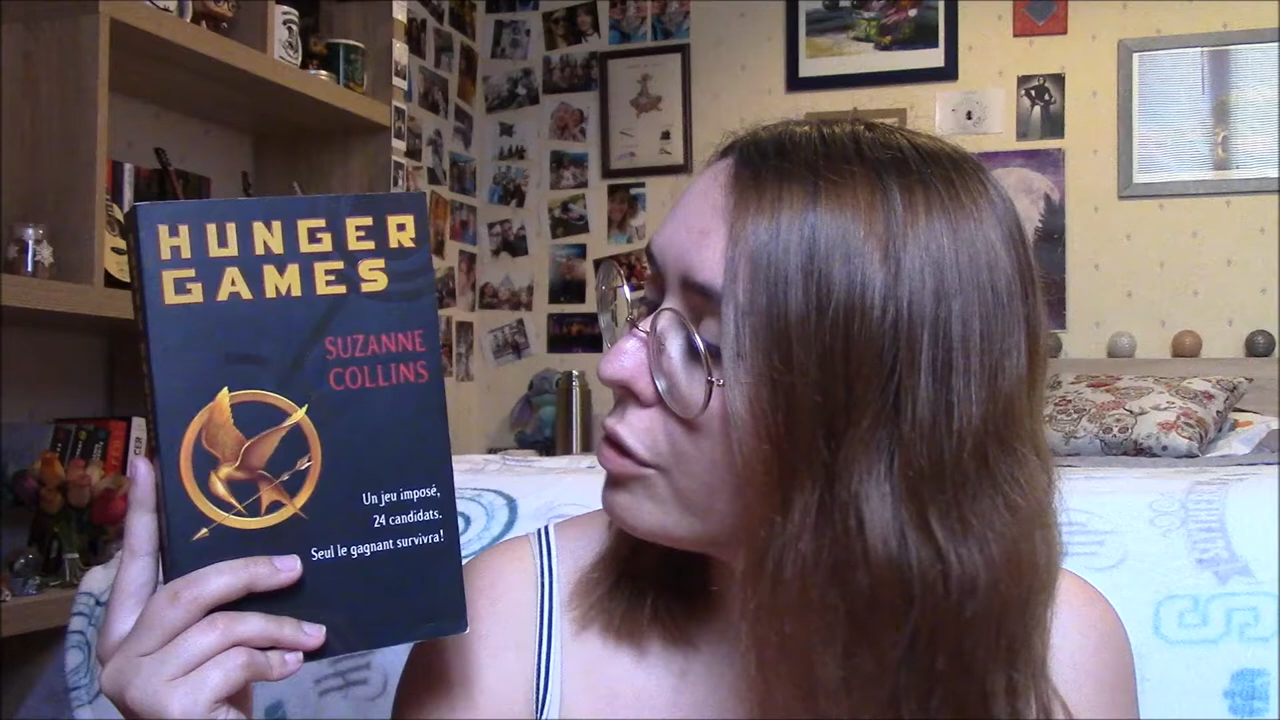 HUNGER
GAMES
SUZANNE
COLLINS
Un jeu imposé,
24 candidats.
Seul le gagnant survivra!